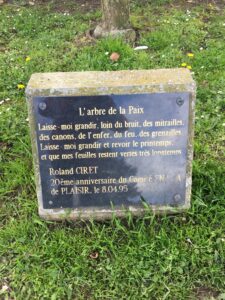 L'arbre de la Paix
Laisse-moi grandir, loin du bruit, des mitrailles,
des canons, de l'enfer, du feu, des grenailles.
Laisse-moi grandir et revoir le printemps,
et que mes feuilles restent vertes très longtemps.
Roland CIRET
20ème anniversaire du Comité
de PLAISIR, le 8.04.95